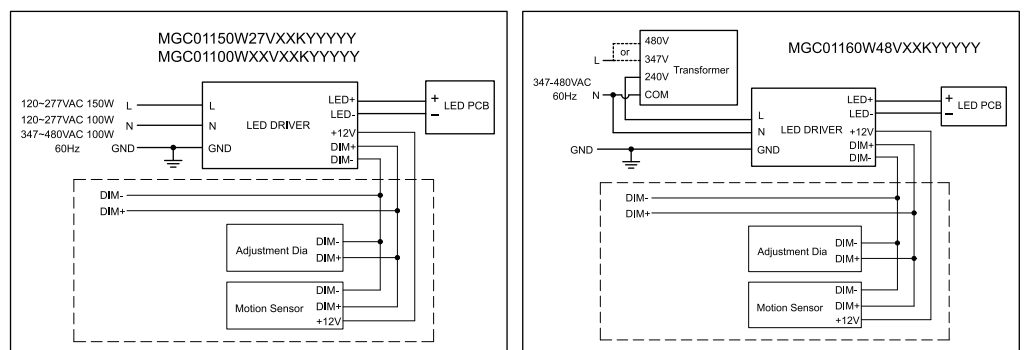 MGC01150W27VXXKYYYYY
MGC01100WXXVXXKYYYYY
120~277VAC 150W
120~277VAC 100W
347~480VAC 100W
60Hz
L
N
GND
L
N
GND
LED DRIVER
LED+
LED-
+12V
DIM+
DIM-
+
-
LED PCB
DIM-
DIM+
Adjustment Dia
DIM-
DIM+
Motion Sensor
DIM-
DIM+
+12V
MGC01160W48VXXKYYYYY
347-480VAC
60Hz
L
N
GND
or
480V
347V
240V
COM
Transformer
L
N
GND
LED DRIVER
LED+
LED-
+12V
DIM+
DIM-
+
-
LED PCB
DIM-
DIM+
Adjustment Dia
DIM-
DIM+
Motion Sensor
DIM-
DIM+
+12V